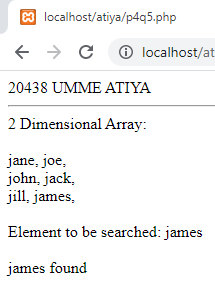 localhost/atiya/p4q5.php
localhost/at
20438 UMME ATIYA
2 Dimensional Array:
jane, joe,
john, jack,
jill, james,
Element to be searched: james
james found